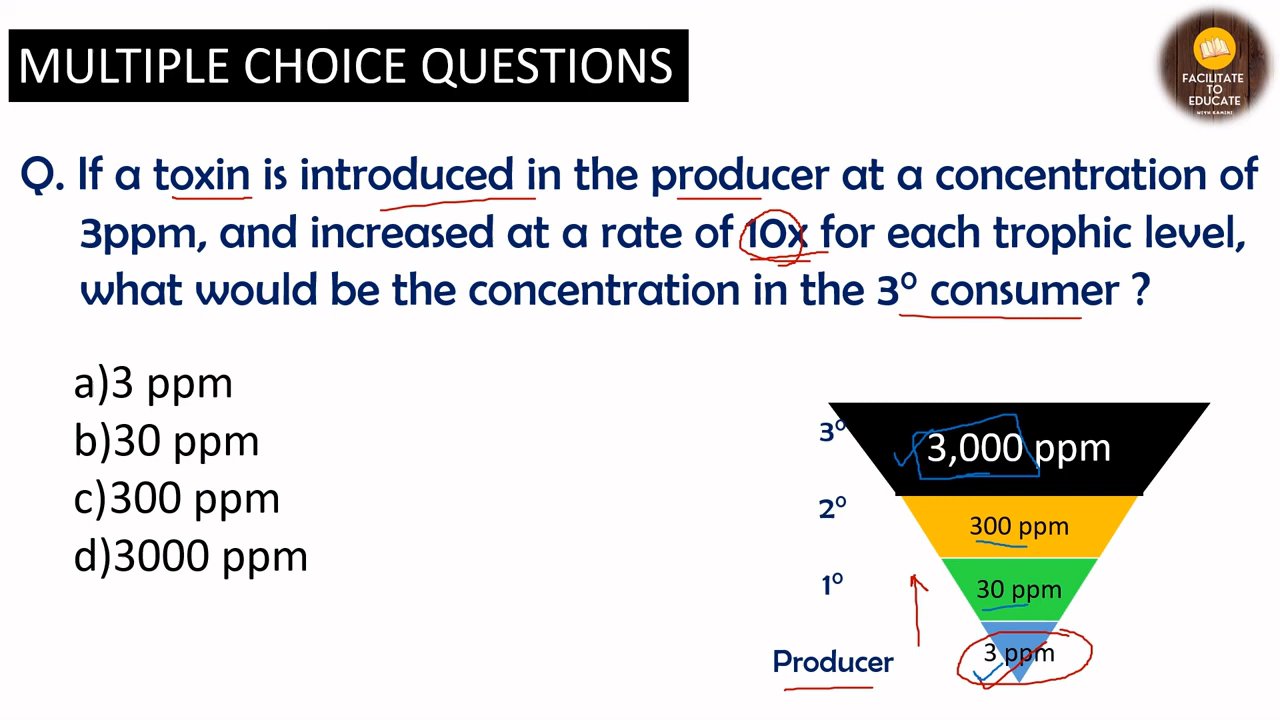 MULTIPLE CHOICE QUESTIONS
FACILITATE
TO
EDUCATE
WITH KAMINI
Q. If a toxin is introduced in the producer at a concentration of
3ppm, and increased at a rate of 10x for each trophic level,
what would be the concentration in the 3° consumer ?
a)3 ppm
b)30 ppm
c)300 ppm
d)3000 ppm
3° 3,000 ppm
2° 300 ppm
1° 30 ppm
Producer 3 ppm